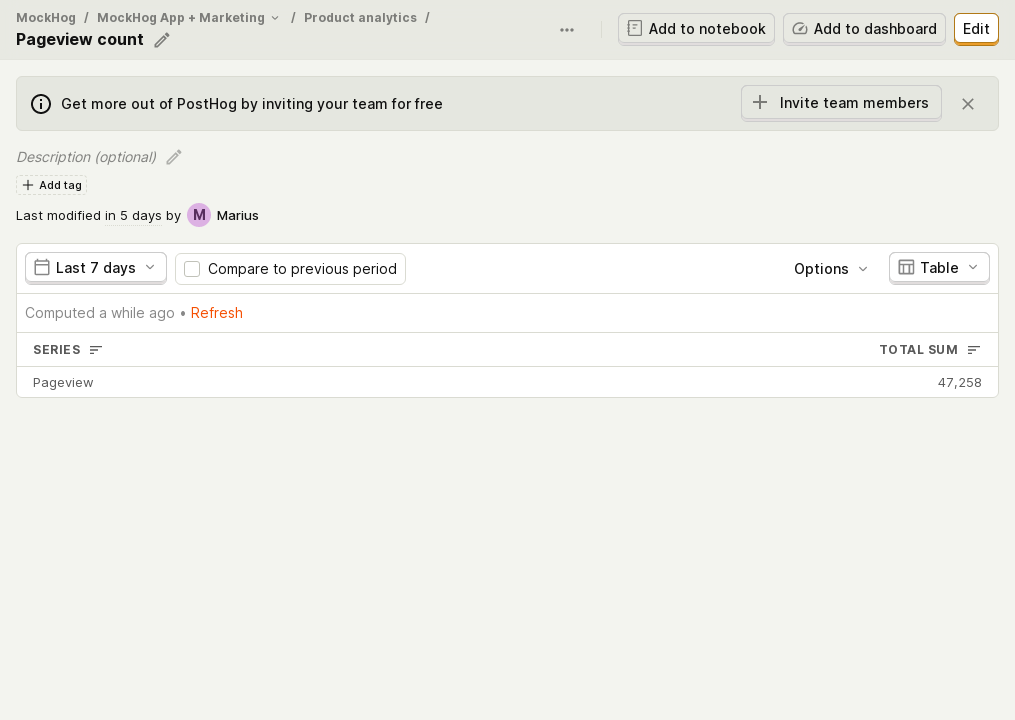 MockHog / MockHog App + Marketing / Product analytics /
Pageview count
Add to notebook
Add to dashboard
Edit
Get more out of PostHog by inviting your team for free
Invite team members
Description (optional)
Add tag
Last modified in 5 days by M Marius
Last 7 days
Compare to previous period
Options
Table
Computed a while ago • Refresh
SERIES TOTAL SUM
Pageview 47,258